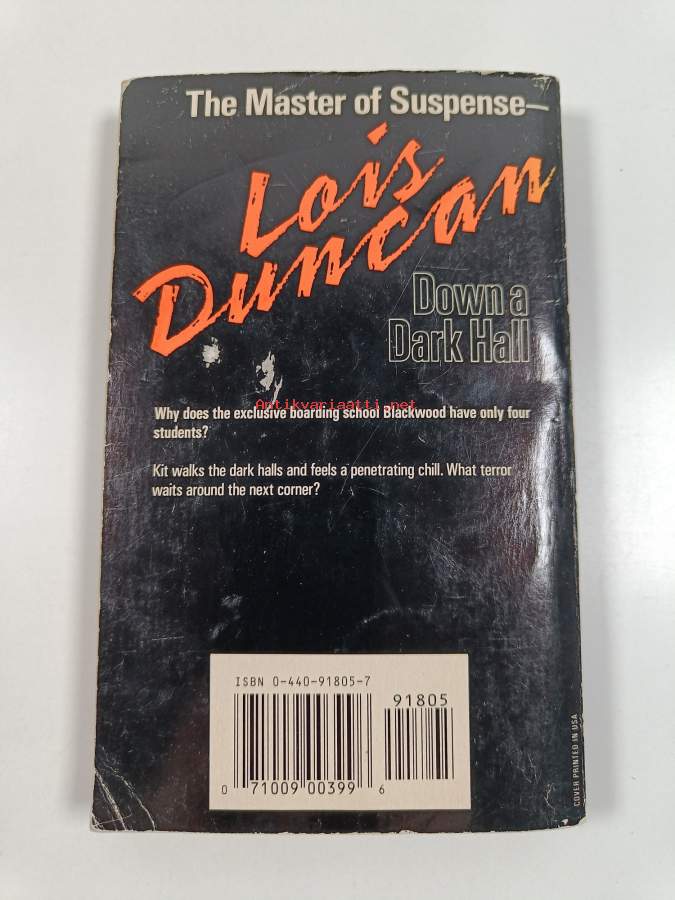 The Master of Suspense—
Lois
Duncan
Down a
Dark Hall
Antikvariaatti.net
Why does the exclusive boarding school Blackwood have only four
students?
Kit walks the dark halls and feels a penetrating chill. What terror
waits around the next corner?
ISBN 0-440-91805-7
91805
0 71009 00399 6
COVER PRINTED IN USA